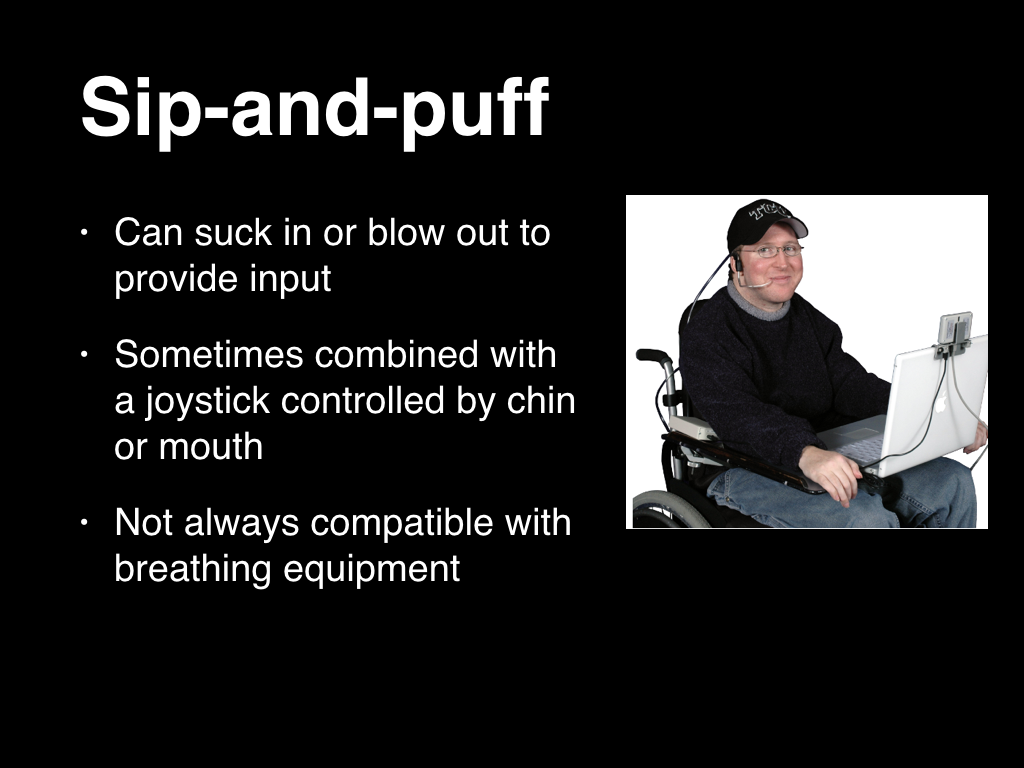 Sip-and-puff
• Can suck in or blow out to
provide input
• Sometimes combined with
a joystick controlled by chin
or mouth
• Not always compatible with
breathing equipment